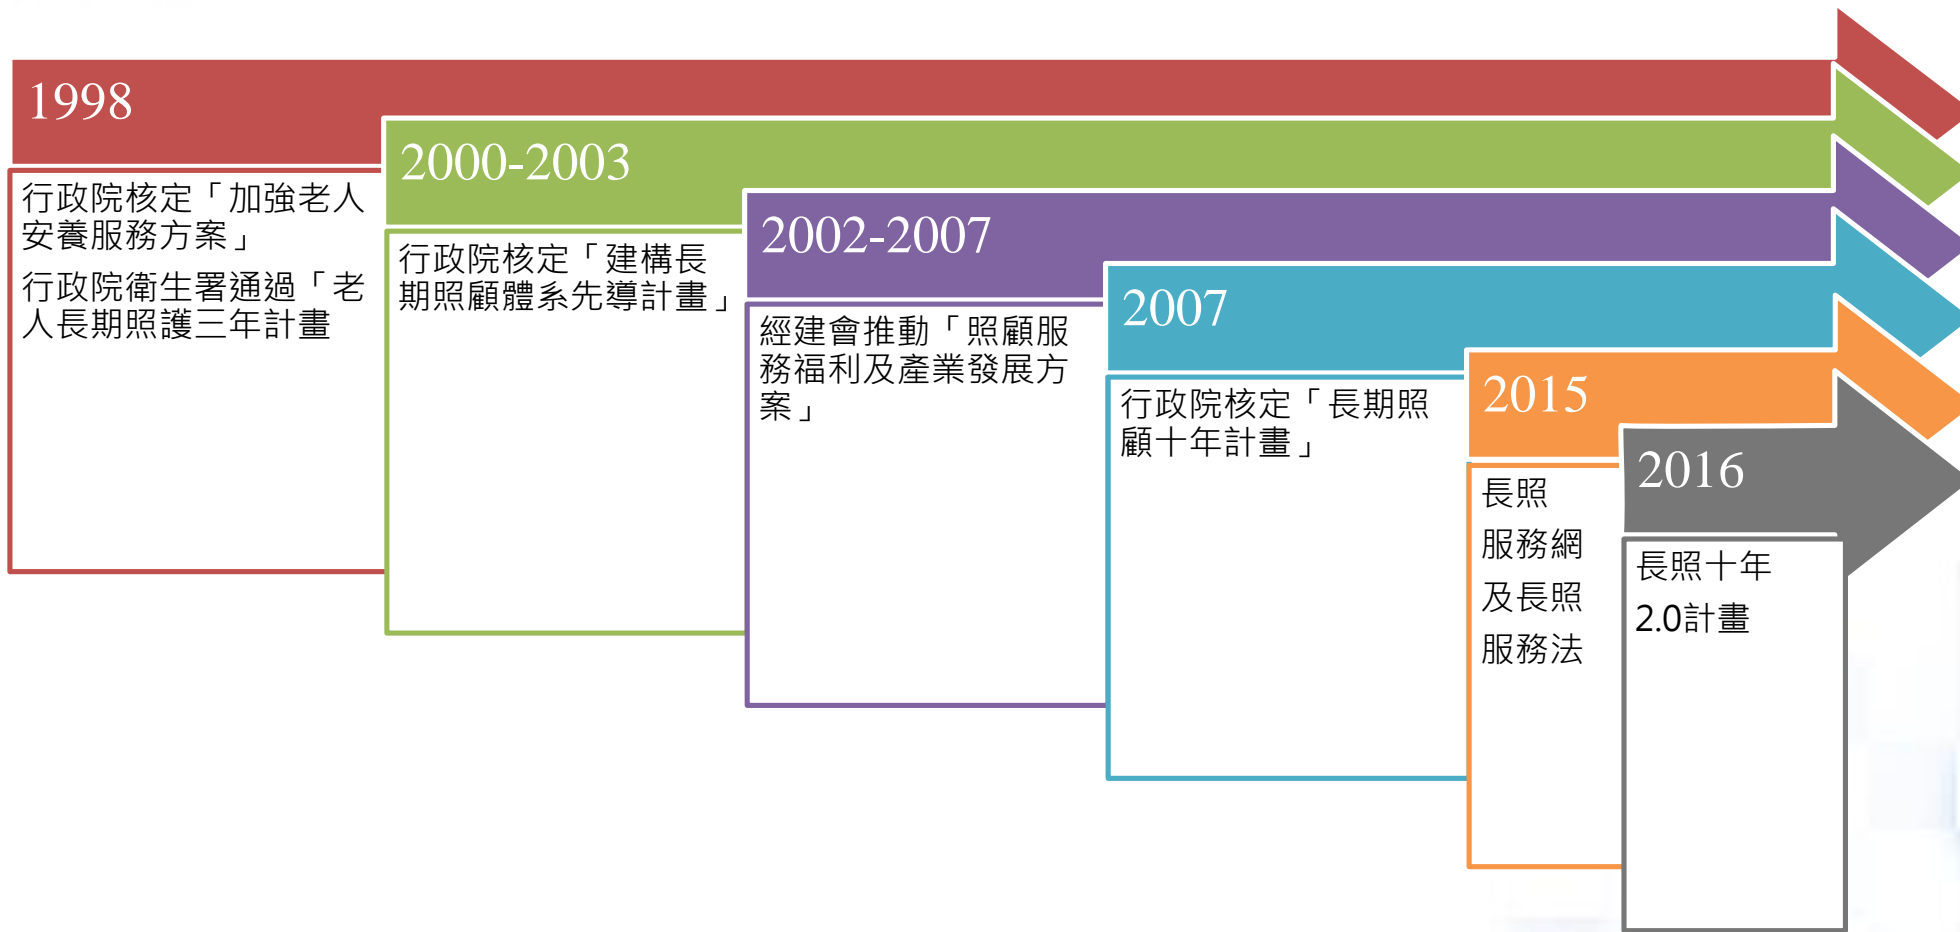 1998
行政院核定「加強老人
安養服務方案」
行政院衛生署通過「老
人長期照護三年計畫
2000-2003
行政院核定「建構長
期照顧體系先導計畫」
2002-2007
經建會推動「照顧服
務福利及產業發展方
案」
2007
行政院核定「長期照
顧十年計畫」
2015
長照
服務網
及長照
服務法
2016
長照十年
2.0計畫